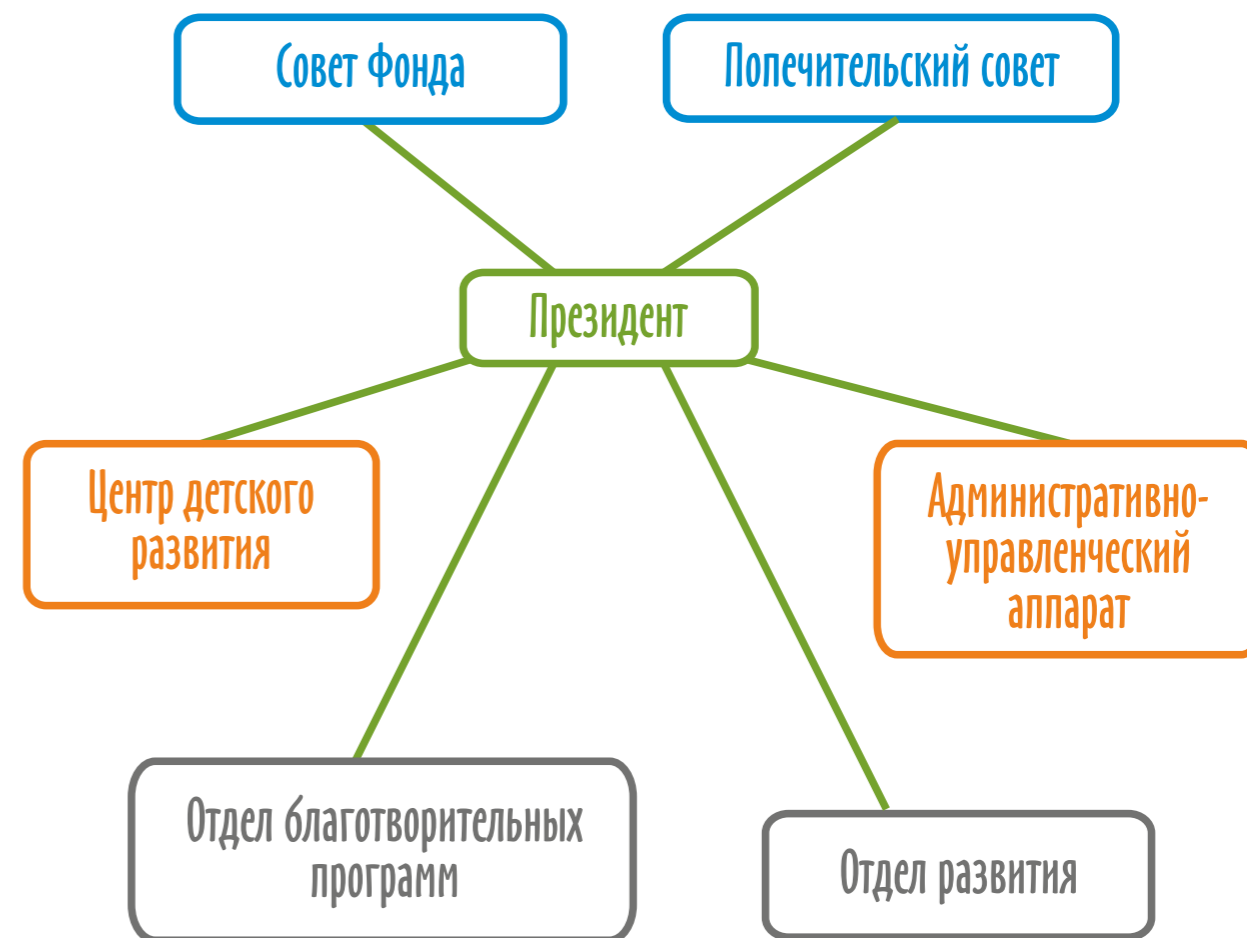 Совет Фонда
Попечительский совет
Президент
Центр детского
развития
Административно-
управленческий
аппарат
Отдел благотворительных
программ
Отдел развития